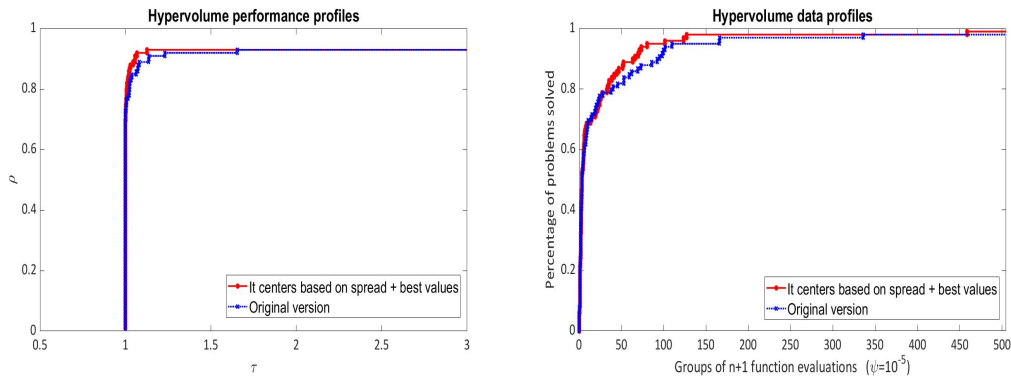 Hypervolume performance profiles
1
0.8
0.6
0.4
0.2
0
ρ
0.5
1
1.5
2
2.5
3
τ
It centers based on spread + best values
Original version
Hypervolume data profiles
1
0.8
0.6
0.4
0.2
0
Percentage of problems solved
0
50
100
150
200
250
300
350
400
450
500
Groups of n+1 function evaluations (ψ=10⁻⁵)
It centers based on spread + best values
Original version